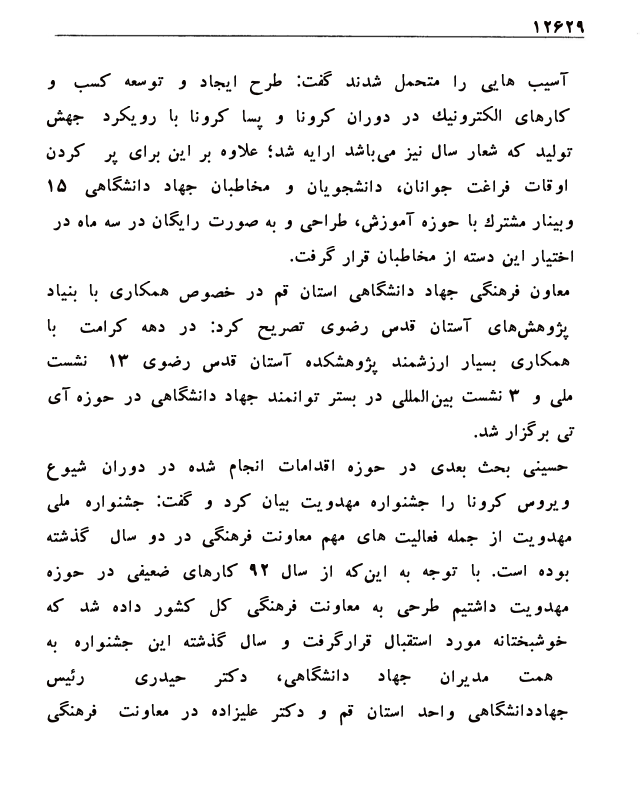 ۱۲۶۲۹
آسیب هایی را متحمل شدند گفت: طرح ایجاد و توسعه کسب و
کارهای الکترونیك در دوران کرونا و پسا کرونا با رویکرد جهش
تولید که شعار سال نیز می‌باشد ارایه شد؛ علاوه بر این برای پر کردن
اوقات فراغت جوانان، دانشجویان و مخاطبان جهاد دانشگاهی ۱۵
وبینار مشترك با حوزه آموزش، طراحی و به صورت رایگان در سه ماه در
اختیار این دسته از مخاطبان قرار گرفت.
معاون فرهنگی جهاد دانشگاهی استان قم در خصوص همکاری با بنیاد
پژوهش‌های آستان قدس رضوی تصریح کرد: در دهه کرامت با
همکاری بسیار ارزشمند پژوهشکده آستان قدس رضوی ۱۳ نشست
ملی و ۳ نشست بین‌المللی در بستر توانمند جهاد دانشگاهی در حوزه آی
تی برگزار شد.
حسینی بحث بعدی در حوزه اقدامات انجام شده در دوران شیوع
ویروس کرونا را جشنواره مهدویت بیان کرد و گفت: جشنواره ملی
مهدویت از جمله فعالیت های مهم معاونت فرهنگی در دو سال گذشته
بوده است. با توجه به این‌که از سال ۹۲ کارهای ضعیفی در حوزه
مهدویت داشتیم طرحی به معاونت فرهنگی کل کشور داده شد که
خوشبختانه مورد استقبال قرارگرفت و سال گذشته این جشنواره به
همت مدیران جهاد دانشگاهی، دکتر حیدری رئیس
جهاددانشگاهی واحد استان قم و دکتر علیزاده در معاونت فرهنگی